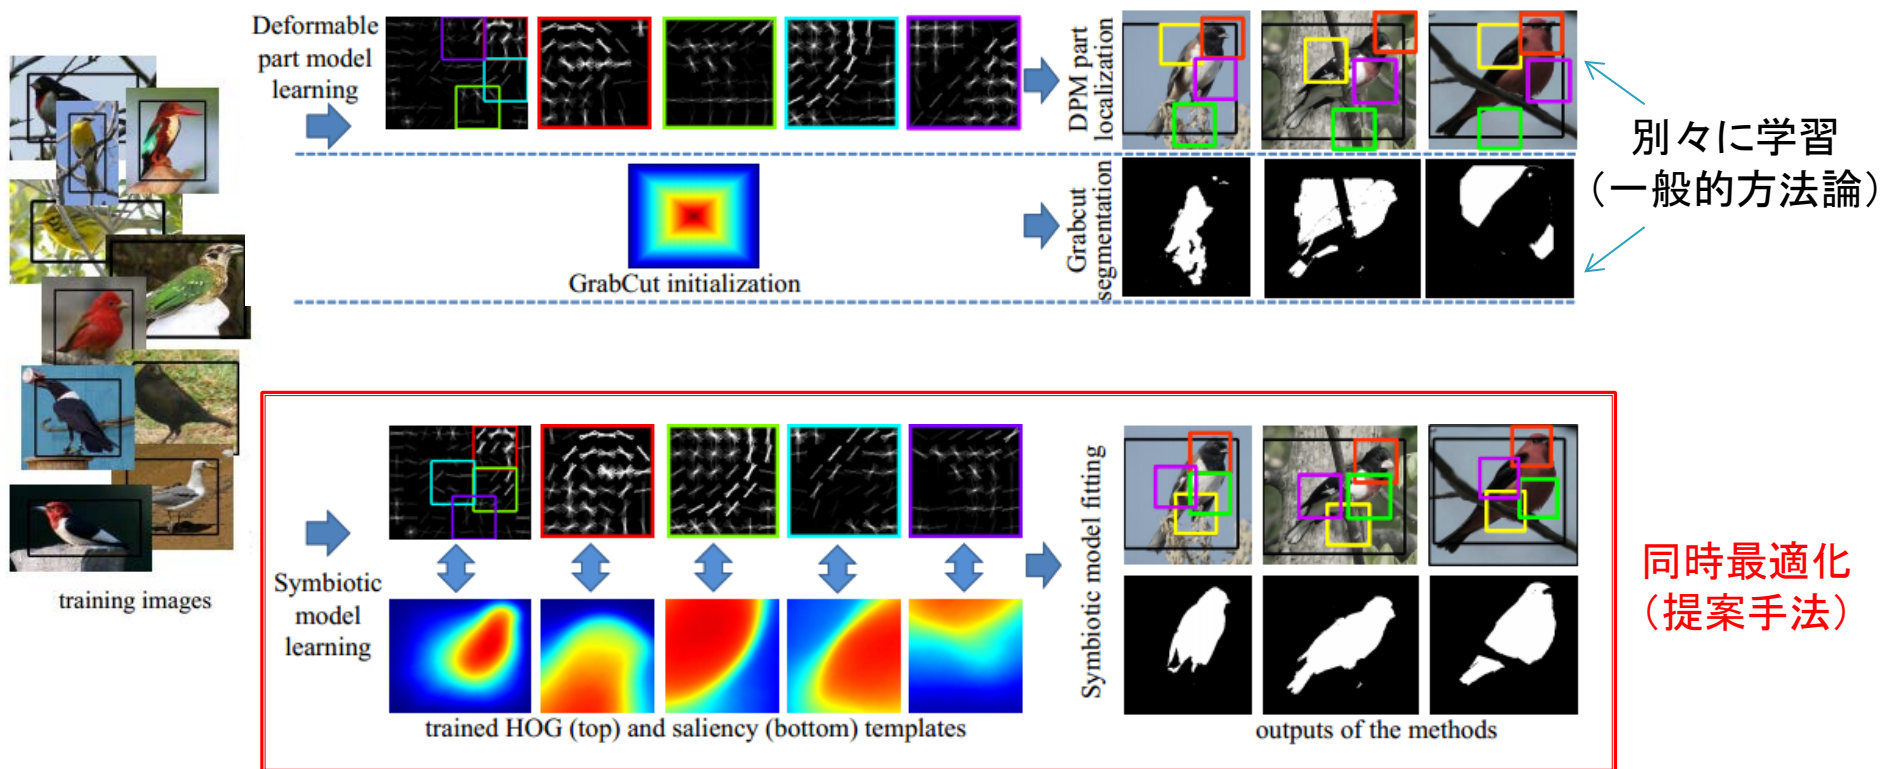 training images
Deformable
part model
learning
DPM part
localization
GrabCut initialization
Grabcut
segmentation
別々に学習
（一般的方法論）
Symbiotic
model
learning
trained HOG (top) and saliency (bottom) templates
Symbiotic model fitting
outputs of the methods
同時最適化
（提案手法）